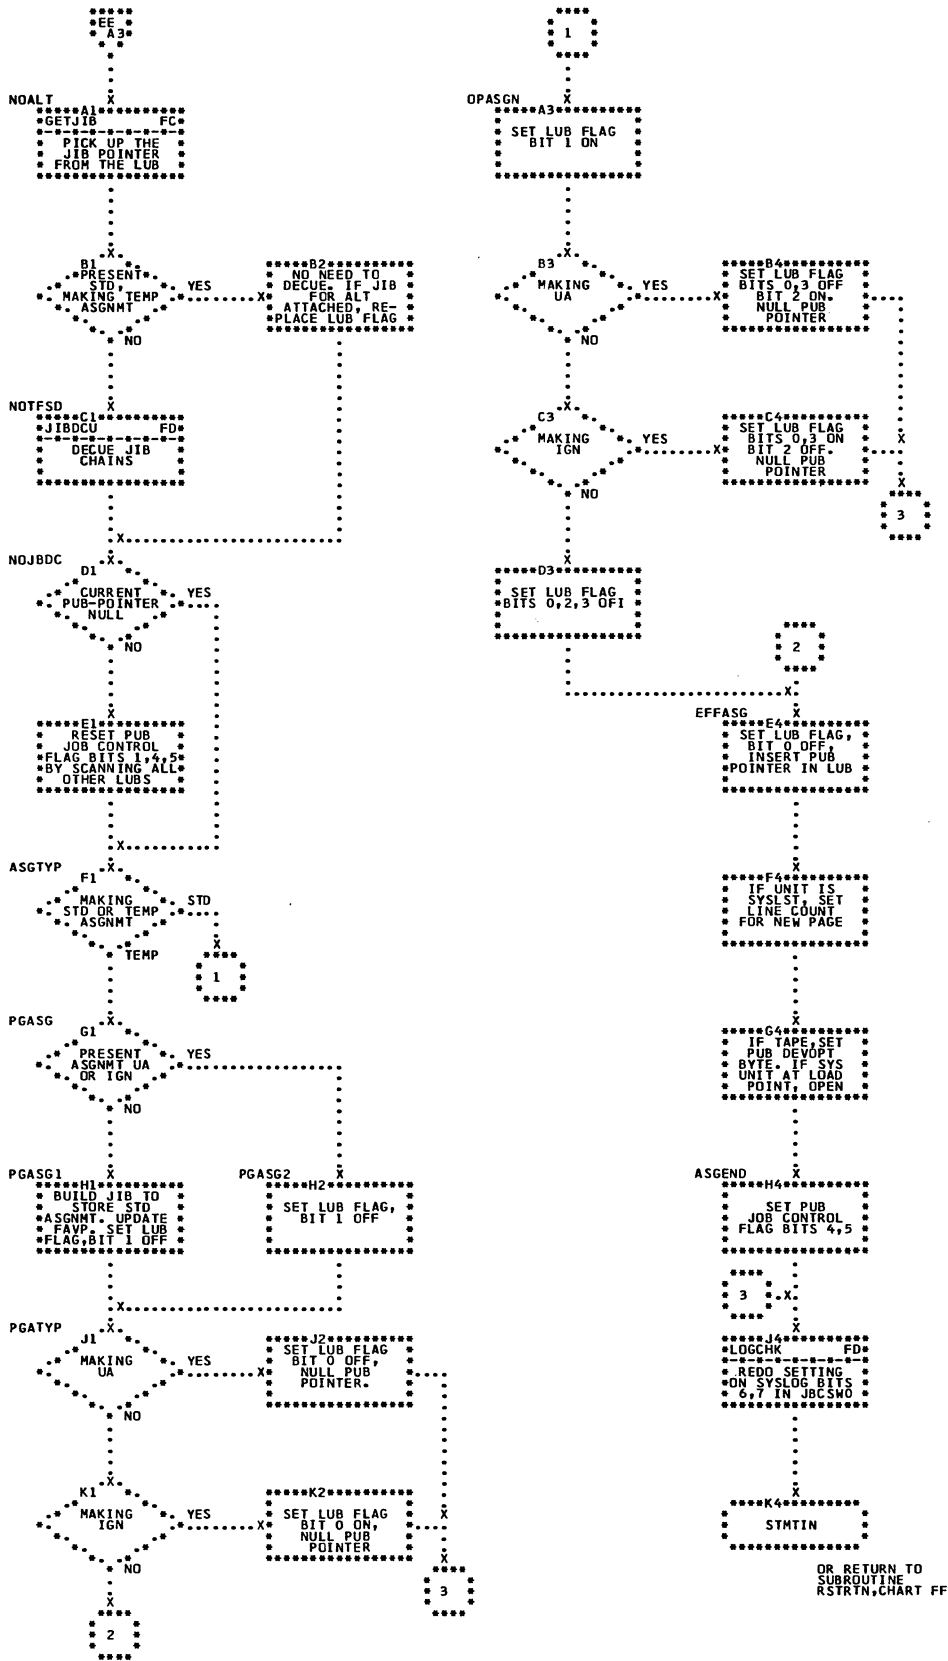 EE
A3
NOALT
A1
GETJIB FC
PICK UP THE
JIB POINTER
FROM THE LUB
B1
PRESENT
STD,
MAKING TEMP
ASGNMT
YES
NO
B2
NO NEED TO
DECUE. IF JIB
FOR ALT
ATTACHED, RE-
PLACE LUB FLAG
NOTFSD
C1
JIBDCU FD
DECUE JIB
CHAINS
NOJBDC
D1
CURRENT
PUB-POINTER
NULL
YES
NO
E1
RESET PUB
JOB CONTROL
FLAG BITS 1,4,5
BY SCANNING ALL
OTHER LUBS
ASGTYP
F1
MAKING
STD OR TEMP
ASGNMT
STD
TEMP
1
PGASG
G1
PRESENT
ASGNMT UA
OR IGN
YES
NO
PGASG1
H1
BUILD JIB TO
STORE STD
ASGNMT. UPDATE
FAVP. SET LUB
FLAG,BIT 1 OFF
PGASG2
H2
SET LUB FLAG,
BIT 1 OFF
PGATYP
J1
MAKING
UA
YES
NO
J2
SET LUB FLAG
BIT 0 OFF,
NULL PUB
POINTER.
K1
MAKING
IGN
YES
NO
K2
SET LUB FLAG
BIT 0 ON,
NULL PUB
POINTER
3
2
1
OPASGN
A3
SET LUB FLAG
BIT 1 ON
B3
MAKING
UA
YES
NO
B4
SET LUB FLAG
BITS 0,3 OFF
BIT 2 ON.
NULL PUB
POINTER
C3
MAKING
IGN
YES
NO
C4
SET LUB FLAG
BITS 0,3 ON
BIT 2 OFF.
NULL PUB
POINTER
3
D3
SET LUB FLAG
BITS 0,2,3 OFI
2
EFFASG
E4
SET LUB FLAG,
BIT 0 OFF,
INSERT PUB
POINTER IN LUB
F4
IF UNIT IS
SYSLST, SET
LINE COUNT
FOR NEW PAGE
G4
IF TAPE,SET
PUB DEVOPT
BYTE. IF SYS
UNIT AT LOAD
POINT, OPEN
ASGEND
H4
SET PUB
JOB CONTROL
FLAG BITS 4,5
3
J4
LOGCHK FD
REDO SETTING
ON SYSLOG BITS
6,7 IN JBCSW0
K4
STMTIN
OR RETURN TO
SUBROUTINE
RSTRTN,CHART FF